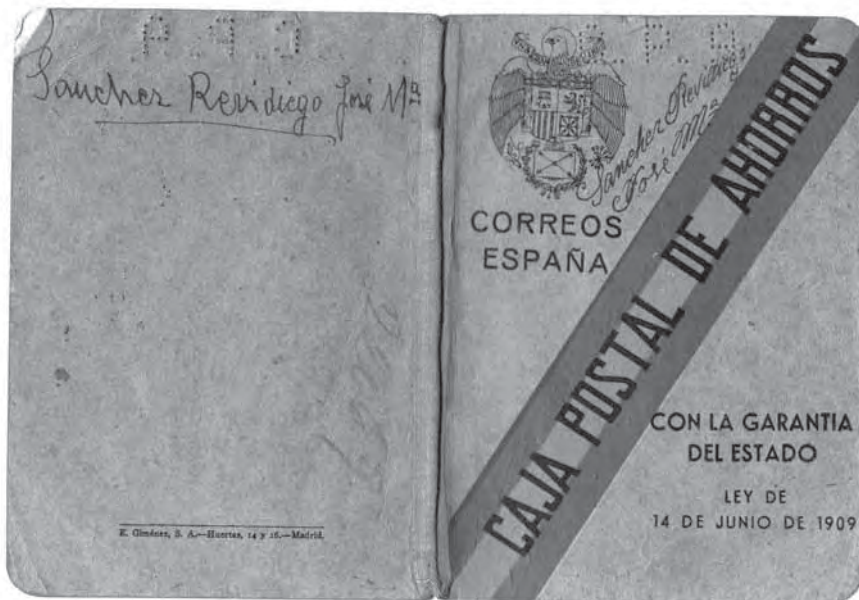 Sanchez Revidiego José Mª
E. Giménez, S. A.—Huertas, 14 y 16.—Madrid.
Sanchez Revidiego
José Mª
CORREOS
ESPAÑA
CAJA POSTAL DE AHORROS
CON LA GARANTIA
DEL ESTADO
LEY DE
14 DE JUNIO DE 1909